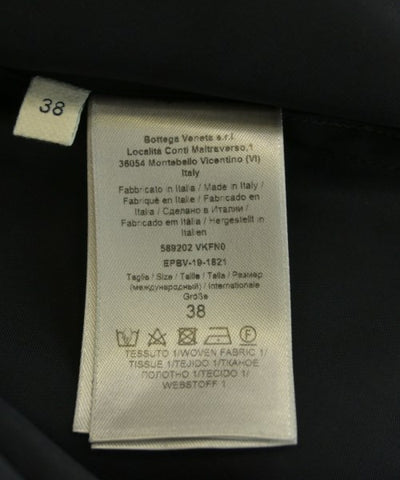 38
Bottega Veneta s.r.l.
Località Conti Maltraverso,1
36054 Montebello Vicentino (VI)
Italy
Fabbricato in Italia / Made in Italy /
Fabriqué en Italie / Fabricado en
Italia / Сделано в Италии /
Fabricado em Itália / Hergestellt in
Italien
589202 VKFN0
EPBV-19-1821
Taglia / Size / Taille / Talla / Размер
(международный) / Internationale
Größe
38
TESSUTO 1/WOVEN FABRIC 1/
TISSUE 1/TEJIDO 1/ТКАНОЕ
ПОЛОТНО 1/TECIDO 1/
WEBSTOFF 1